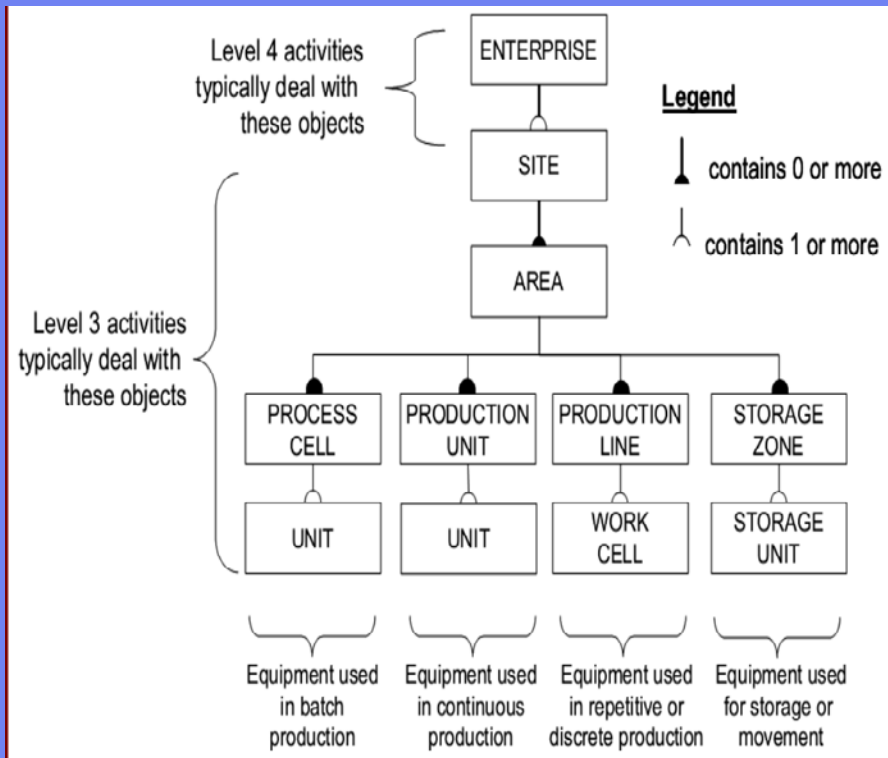 Level 4 activities
typically deal with
these objects
ENTERPRISE
Legend
contains 0 or more
contains 1 or more
SITE
AREA
Level 3 activities
typically deal with
these objects
PROCESS
CELL
PRODUCTION
UNIT
PRODUCTION
LINE
STORAGE
ZONE
UNIT
UNIT
WORK
CELL
STORAGE
UNIT
Equipment used
in batch
production
Equipment used
in continuous
production
Equipment used
in repetitive or
discrete production
Equipment used
for storage or
movement